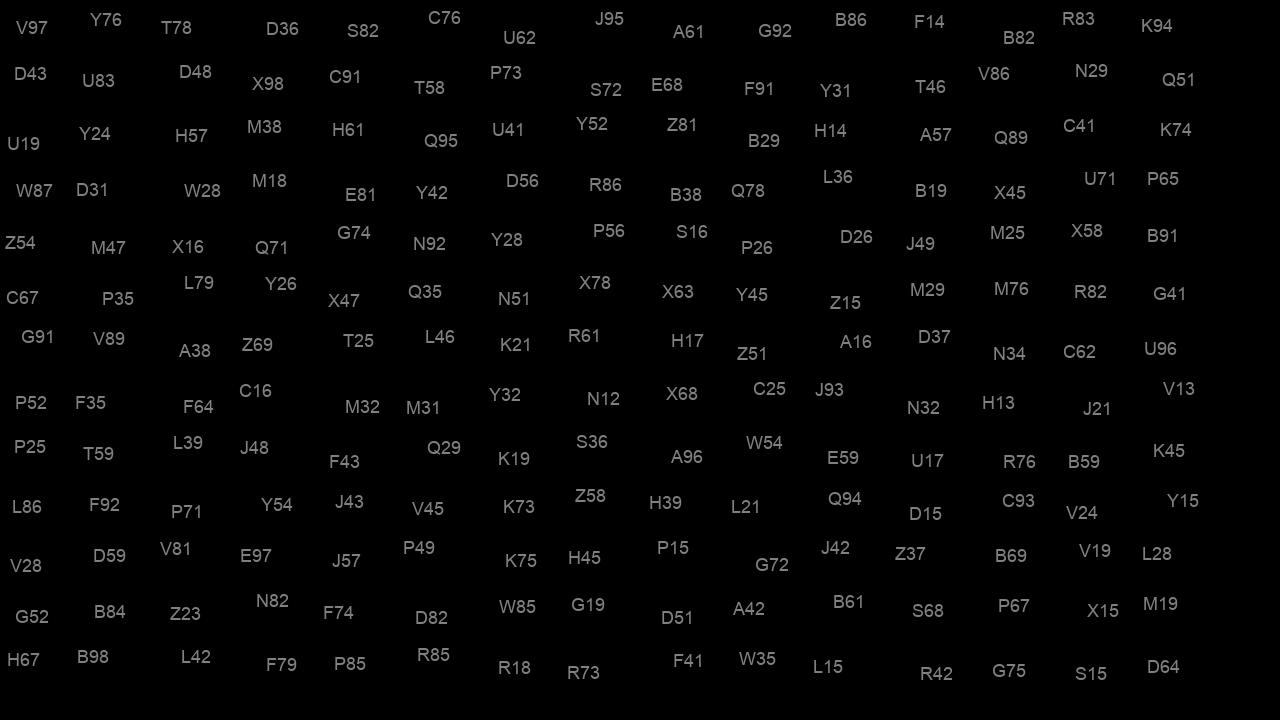 V97 Y76 T78 D36 S82 C76 U62 J95 A61 G92 B86 F14 B82 R83 K94
D43 U83 D48 X98 C91 T58 P73 S72 E68 F91 Y31 T46 V86 N29 Q51
U19 Y24 H57 M38 H61 Q95 U41 Y52 Z81 B29 H14 A57 Q89 C41 K74
W87 D31 W28 M18 E81 Y42 D56 R86 B38 Q78 L36 B19 X45 U71 P65
Z54 M47 X16 Q71 G74 N92 Y28 P56 S16 P26 D26 J49 M25 X58 B91
C67 P35 L79 Y26 X47 Q35 N51 X78 X63 Y45 Z15 M29 M76 R82 G41
G91 V89 A38 Z69 T25 L46 K21 R61 H17 Z51 A16 D37 N34 C62 U96
P52 F35 F64 C16 M32 M31 Y32 N12 X68 C25 J93 N32 H13 J21 V13
P25 T59 L39 J48 F43 Q29 K19 S36 A96 W54 E59 U17 R76 B59 K45
L86 F92 P71 Y54 J43 V45 K73 Z58 H39 L21 Q94 D15 C93 V24 Y15
V28 D59 V81 E97 J57 P49 K75 H45 P15 G72 J42 Z37 B69 V19 L28
G52 B84 Z23 N82 F74 D82 W85 G19 D51 A42 B61 S68 P67 X15 M19
H67 B98 L42 F79 P85 R85 R18 R73 F41 W35 L15 R42 G75 S15 D64